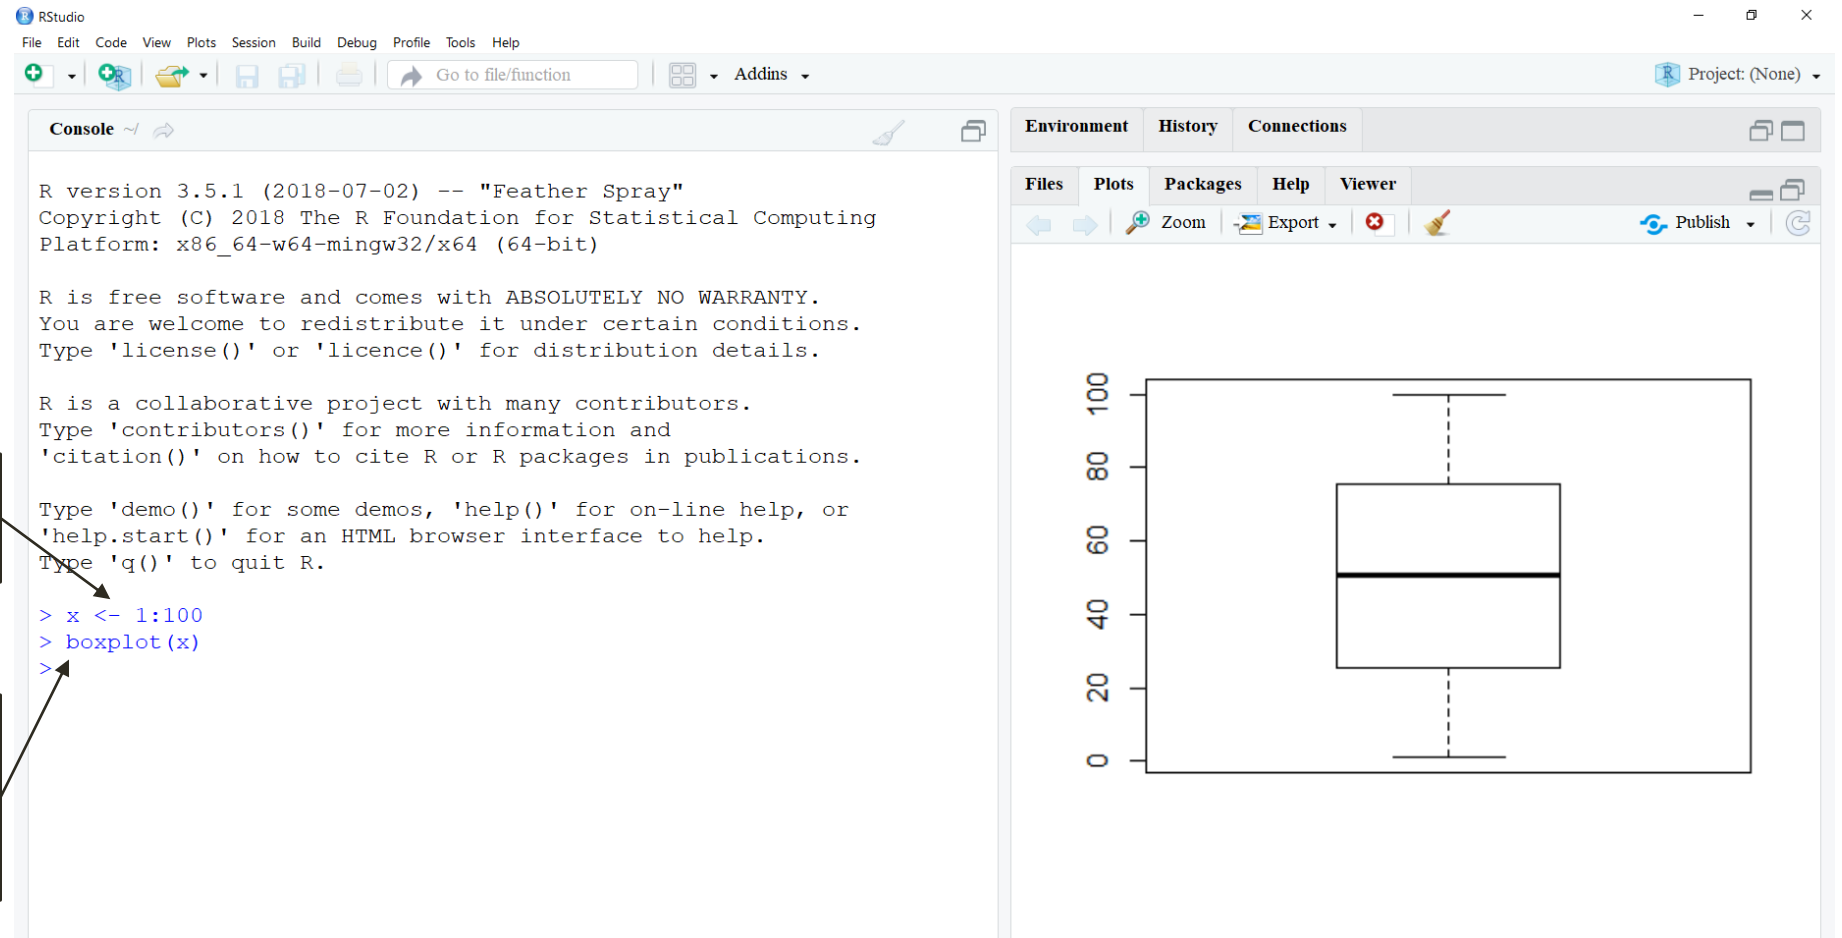 RStudio
File Edit Code View Plots Session Build Debug Profile Tools Help
Go to file/function Addins Project: (None)
Console ~/
R version 3.5.1 (2018-07-02) -- "Feather Spray"
Copyright (C) 2018 The R Foundation for Statistical Computing
Platform: x86_64-w64-mingw32/x64 (64-bit)
R is free software and comes with ABSOLUTELY NO WARRANTY.
You are welcome to redistribute it under certain conditions.
Type 'license()' or 'licence()' for distribution details.
R is a collaborative project with many contributors.
Type 'contributors()' for more information and
'citation()' on how to cite R or R packages in publications.
Type 'demo()' for some demos, 'help()' for on-line help, or
'help.start()' for an HTML browser interface to help.
Type 'q()' to quit R.
> x <- 1:100
> boxplot(x)
>
Environment History Connections
Files Plots Packages Help Viewer
Zoom Export Publish
100
80
60
40
20
0